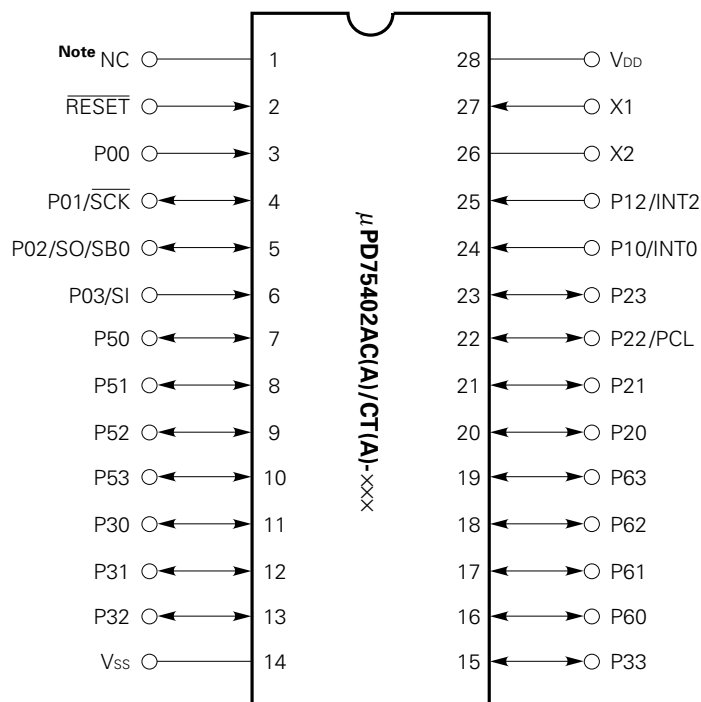 Note NC 1 28 VDD
RESET 2 27 X1
P00 3 26 X2
P01/SCK 4 25 P12/INT2
P02/SO/SB0 5 24 P10/INT0
P03/SI 6 23 P23
P50 7 22 P22/PCL
P51 8 21 P21
P52 9 20 P20
P53 10 19 P63
P30 11 18 P62
P31 12 17 P61
P32 13 16 P60
VSS 14 15 P33
μPD75402AC(A)/CT(A)-×××